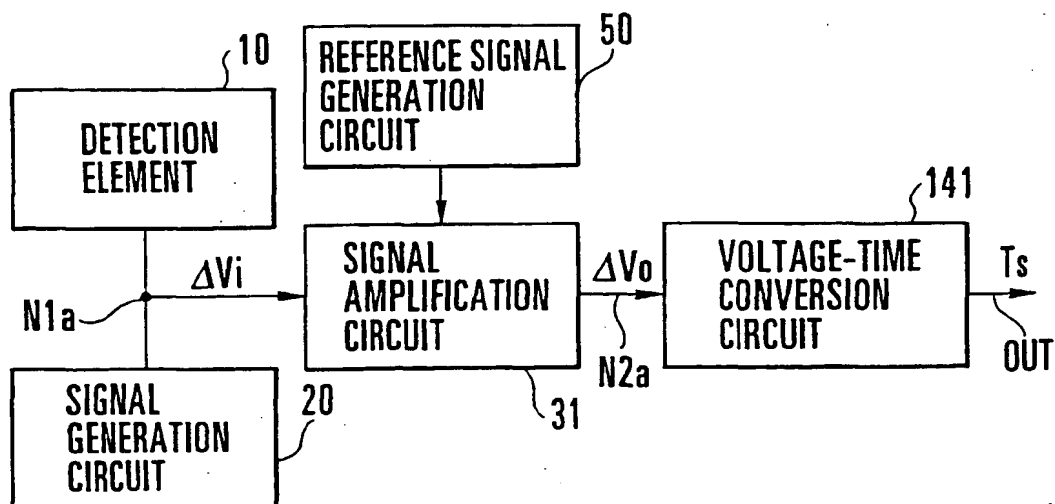 10
DETECTION
ELEMENT
REFERENCE SIGNAL
GENERATION
CIRCUIT
50
N1a
ΔVi
SIGNAL
AMPLIFICATION
CIRCUIT
31
ΔVo
N2a
141
VOLTAGE-TIME
CONVERSION
CIRCUIT
Ts
OUT
SIGNAL
GENERATION
CIRCUIT
20